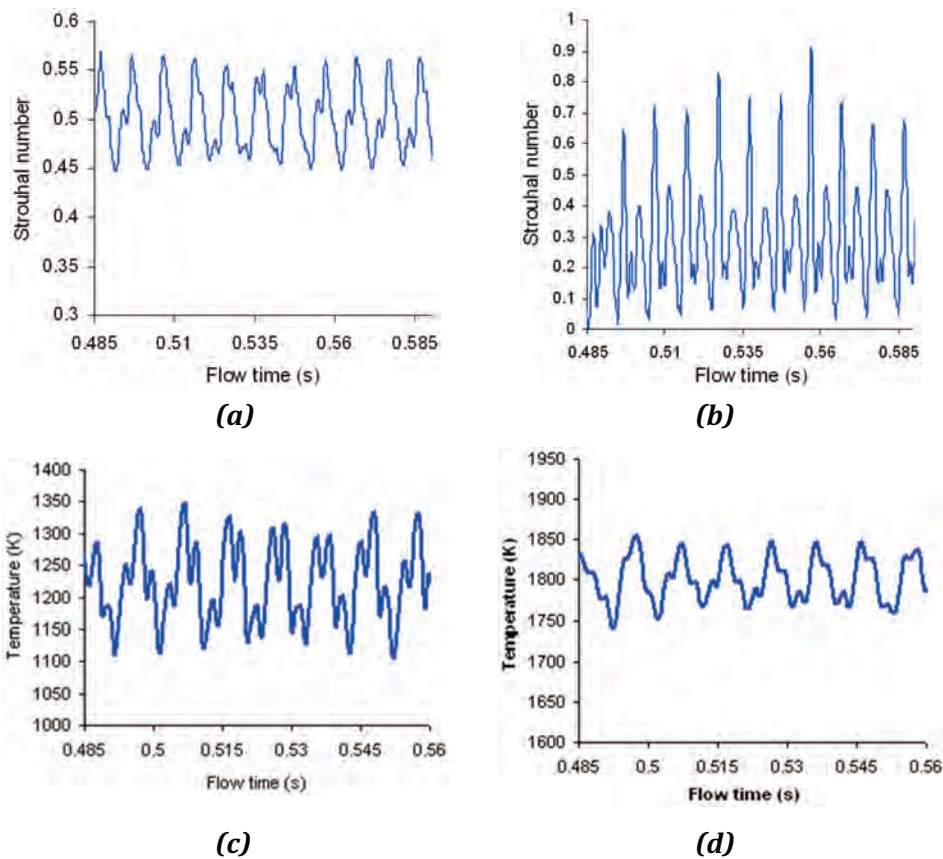 0.6
0.55
0.5
0.45
0.4
0.35
0.3
Strouhal number
0.485 0.51 0.535 0.56 0.585
Flow time (s)
(a)
1
0.9
0.8
0.7
0.6
0.5
0.4
0.3
0.2
0.1
0
Strouhal number
0.485 0.51 0.535 0.56 0.585
Flow time (s)
(b)
1400
1350
1300
1250
1200
1150
1100
1050
1000
Temperature (K)
0.485 0.5 0.515 0.53 0.545 0.56
Flow time (s)
(c)
1950
1900
1850
1800
1750
1700
1650
1600
Temperature (K)
0.485 0.5 0.515 0.53 0.545 0.56
Flow time (s)
(d)